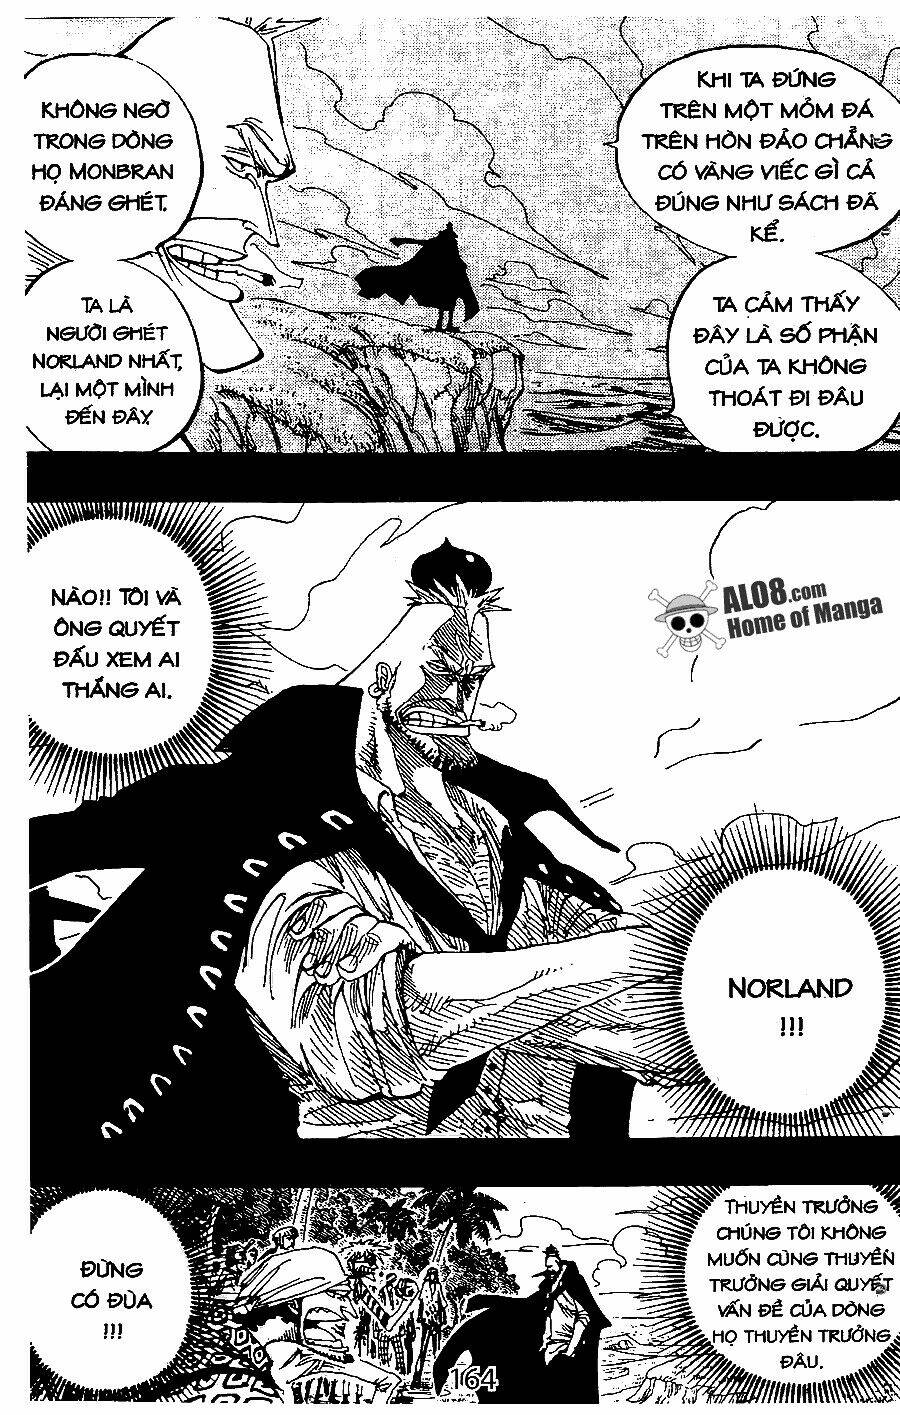 KHI TA ĐỨNG
TRÊN MỘT MỎM ĐÁ
TRÊN HÒN ĐẢO CHẲNG
CÓ VÀNG VIẾC GÌ CẢ
ĐÚNG NHƯ SÁCH ĐÃ
KỂ.
TA CẢM THẤY
ĐÂY LÀ SỐ PHẬN
CỦA TA KHÔNG
THOÁT ĐI ĐÂU
ĐƯỢC.
KHÔNG NGỜ
TRONG DÒNG
HỌ MONBRAN
ĐÁNG GHÉT.
TA LÀ
NGƯỜI GHÉT
NORLAND NHẤT,
LẠI MỘT MÌNH
ĐẾN ĐÂY.
AL08.com
Home of Manga
NÀO!! TÔI VÀ
ÔNG QUYẾT
ĐẤU XEM AI
THẮNG AI.
NORLAND
!!!
THUYỀN TRƯỞNG
CHÚNG TÔI KHÔNG
MUỐN CÙNG THUYỀN
TRƯỞNG GIẢI QUYẾT
VẤN ĐỀ CỦA DÒNG
HỌ THUYỀN TRƯỞNG
ĐÂU.
ĐỪNG
CÓ ĐÙA
!!!
164